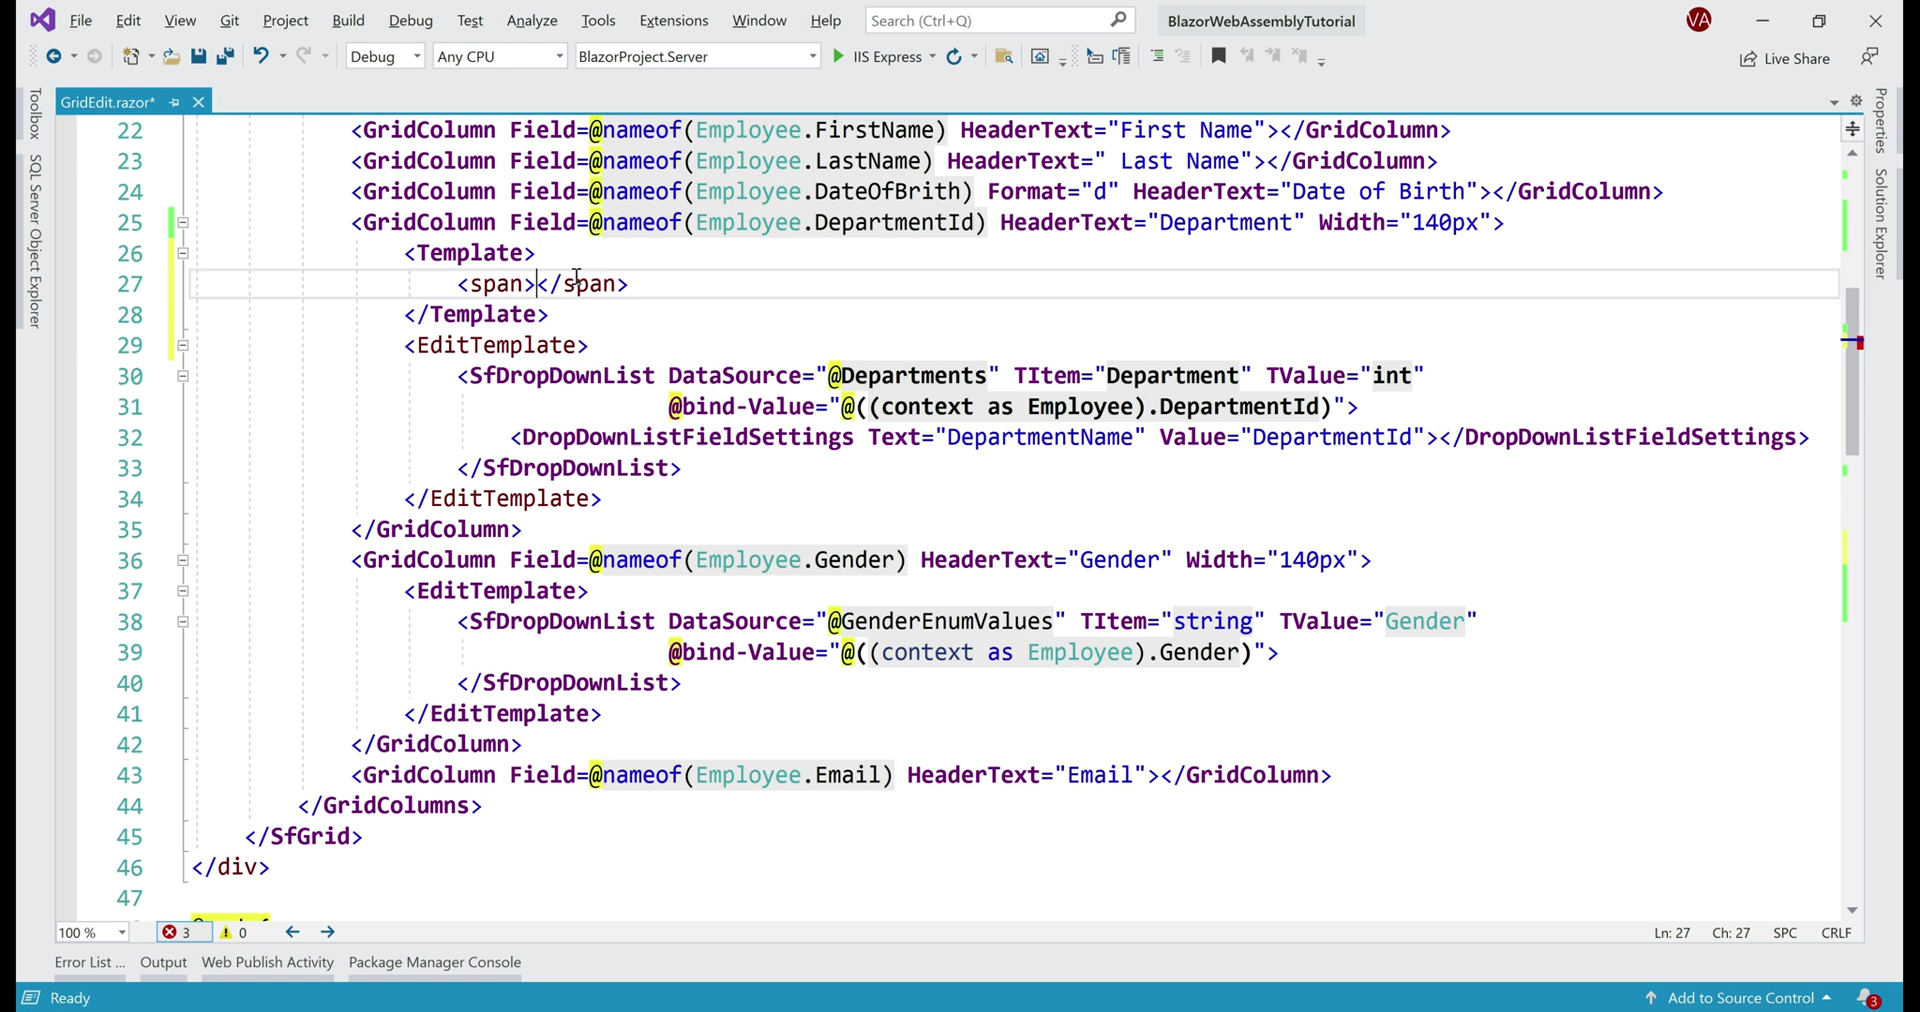 File Edit View Git Project Build Debug Test Analyze Tools Extensions Window Help Search (Ctrl+Q) BlazorWebAssemblyTutorial VA
Debug Any CPU BlazorProject.Server IIS Express Live Share
GridEdit.razor*
Toolbox
SQL Server Object Explorer
Properties
Solution Explorer
22 <GridColumn Field=@nameof(Employee.FirstName) HeaderText="First Name"></GridColumn>
23 <GridColumn Field=@nameof(Employee.LastName) HeaderText=" Last Name"></GridColumn>
24 <GridColumn Field=@nameof(Employee.DateOfBrith) Format="d" HeaderText="Date of Birth"></GridColumn>
25 <GridColumn Field=@nameof(Employee.DepartmentId) HeaderText="Department" Width="140px">
26 <Template>
27 <span></span>
28 </Template>
29 <EditTemplate>
30 <SfDropDownList DataSource="@Departments" TItem="Department" TValue="int"
31 @bind-Value="@((context as Employee).DepartmentId)">
32 <DropDownListFieldSettings Text="DepartmentName" Value="DepartmentId"></DropDownListFieldSettings>
33 </SfDropDownList>
34 </EditTemplate>
35 </GridColumn>
36 <GridColumn Field=@nameof(Employee.Gender) HeaderText="Gender" Width="140px">
37 <EditTemplate>
38 <SfDropDownList DataSource="@GenderEnumValues" TItem="string" TValue="Gender"
39 @bind-Value="@((context as Employee).Gender)">
40 </SfDropDownList>
41 </EditTemplate>
42 </GridColumn>
43 <GridColumn Field=@nameof(Employee.Email) HeaderText="Email"></GridColumn>
44 </GridColumns>
45 </SfGrid>
46 </div>
47
100 % 3 0 Ln: 27 Ch: 27 SPC CRLF
Error List ... Output Web Publish Activity Package Manager Console
Ready Add to Source Control 3